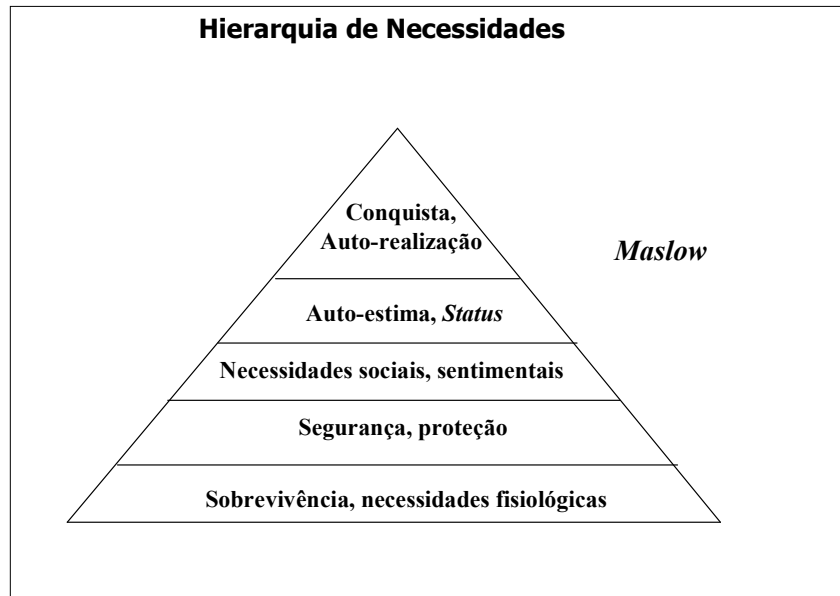 Hierarquia de Necessidades
Conquista,
Auto-realização
Maslow
Auto-estima, Status
Necessidades sociais, sentimentais
Segurança, proteção
Sobrevivência, necessidades fisiológicas